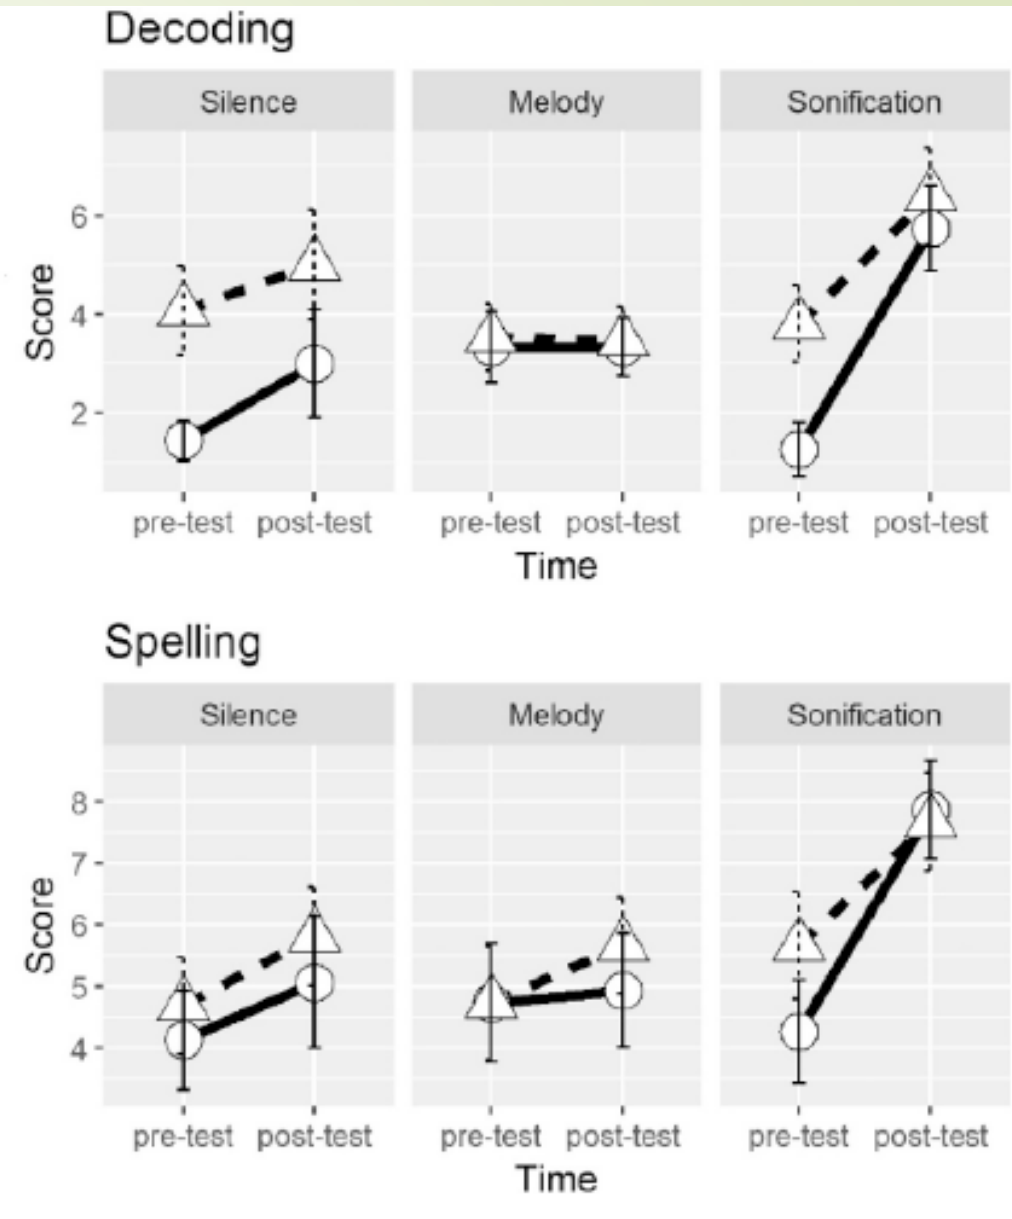 Decoding
Silence Melody Sonification
6
4
2
Score
pre-test post-test pre-test post-test pre-test post-test
Time
Spelling
Silence Melody Sonification
8
7
6
5
4
Score
pre-test post-test pre-test post-test pre-test post-test
Time